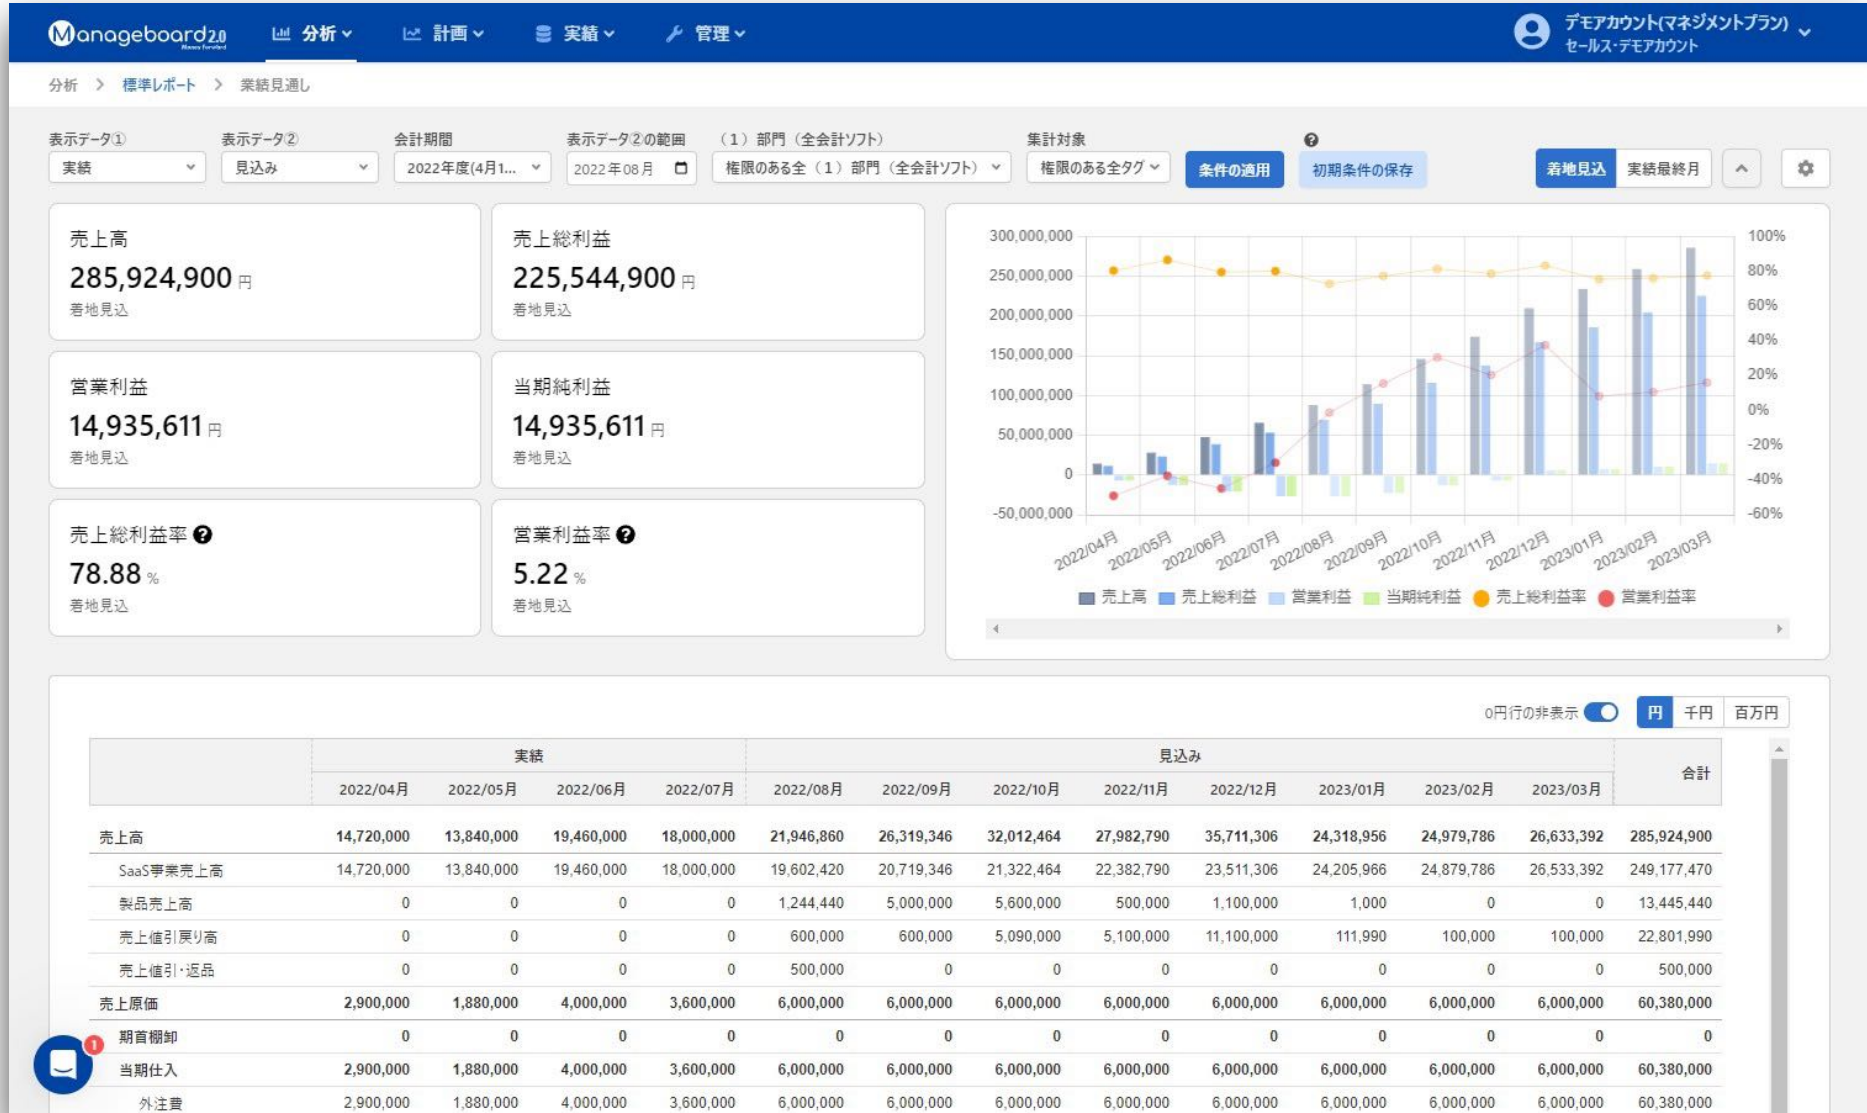 Manageboard2.0 分析 計画 実績 管理 デモアカウント(マネジメントプラン)
Money Forward セールス・デモアカウント
分析 > 標準レポート > 業績見通し
表示データ① 表示データ② 会計期間 表示データ②の範囲 （1）部門（全会計ソフト） 集計対象
実績 見込み 2022年度(4月1... 2022年08月 権限のある全（1）部門（全会計ソフト） 権限のある全タグ 条件の適用 初期条件の保存 着地見込 実績最終月
売上高
285,924,900 円
着地見込
売上総利益
225,544,900 円
着地見込
営業利益
14,935,611 円
着地見込
当期純利益
14,935,611 円
着地見込
売上総利益率 ?
78.88 %
着地見込
営業利益率 ?
5.22 %
着地見込
300,000,000 100%
250,000,000 80%
60%
200,000,000
40%
150,000,000
20%
100,000,000 0%
50,000,000 -20%
0 -40%
-50,000,000 -60%
2022/04月 2022/05月 2022/06月 2022/07月 2022/08月 2022/09月 2022/10月 2022/11月 2022/12月 2023/01月 2023/02月 2023/03月
売上高 売上総利益 営業利益 当期純利益 売上総利益率 営業利益率
0円行の非表示 円 千円 百万円
実績 見込み 合計
2022/04月 2022/05月 2022/06月 2022/07月 2022/08月 2022/09月 2022/10月 2022/11月 2022/12月 2023/01月 2023/02月 2023/03月
売上高 14,720,000 13,840,000 19,460,000 18,000,000 21,946,860 26,319,346 32,012,464 27,982,790 35,711,306 24,318,956 24,979,786 26,633,392 285,924,900
SaaS事業売上高 14,720,000 13,840,000 19,460,000 18,000,000 19,602,420 20,719,346 21,322,464 22,382,790 23,511,306 24,205,966 24,879,786 26,533,392 249,177,470
製品売上高 0 0 0 0 1,244,440 5,000,000 5,600,000 500,000 1,100,000 1,000 0 0 13,445,440
売上値引戻り高 0 0 0 0 600,000 600,000 5,090,000 5,100,000 11,100,000 111,990 100,000 100,000 22,801,990
売上値引・返品 0 0 0 0 500,000 0 0 0 0 0 0 0 500,000
売上原価 2,900,000 1,880,000 4,000,000 3,600,000 6,000,000 6,000,000 6,000,000 6,000,000 6,000,000 6,000,000 6,000,000 6,000,000 60,380,000
期首棚卸 0 0 0 0 0 0 0 0 0 0 0 0 0
当期仕入 2,900,000 1,880,000 4,000,000 3,600,000 6,000,000 6,000,000 6,000,000 6,000,000 6,000,000 6,000,000 6,000,000 6,000,000 60,380,000
外注費 2,900,000 1,880,000 4,000,000 3,600,000 6,000,000 6,000,000 6,000,000 6,000,000 6,000,000 6,000,000 6,000,000 6,000,000 60,380,000
1